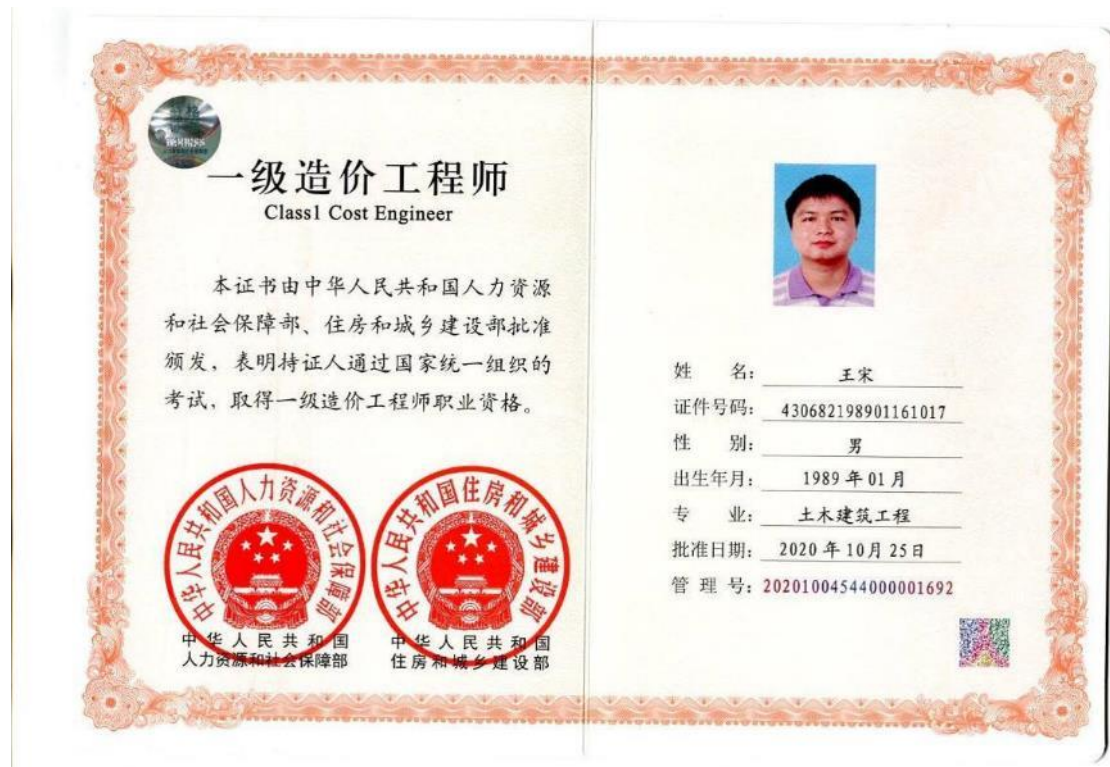 一级造价工程师
Class1 Cost Engineer
本证书由中华人民共和国人力资源
和社会保障部、住房和城乡建设部批准
颁发，表明持证人通过国家统一组织的
考试，取得一级造价工程师职业资格。
中华人民共和国人力资源和社会保障部
中华人民共和国住房和城乡建设部
中华人民共和国
人力资源和社会保障部
中华人民共和国
住房和城乡建设部
姓 名：王宋
证件号码：430682198901161017
性 别：男
出生年月：1989年01月
专 业：土木建筑工程
批准日期：2020年10月25日
管 理 号：20201004544000001692